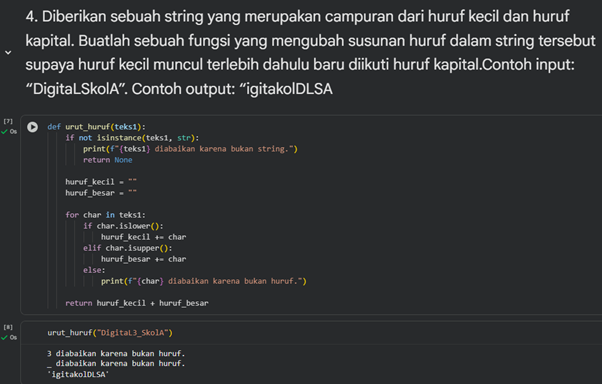 4. Diberikan sebuah string yang merupakan campuran dari huruf kecil dan huruf
kapital. Buatlah sebuah fungsi yang mengubah susunan huruf dalam string tersebut
supaya huruf kecil muncul terlebih dahulu baru diikuti huruf kapital.Contoh input:
“DigitaLSkolA”. Contoh output: “igitakolDLSA
[7]
0s
def urut_huruf(teks1):
    if not isinstance(teks1, str):
        print(f"{teks1} diabaikan karena bukan string.")
        return None
    huruf_kecil = ""
    huruf_besar = ""
    for char in teks1:
        if char.islower():
            huruf_kecil += char
        elif char.isupper():
            huruf_besar += char
        else:
            print(f"{char} diabaikan karena bukan huruf.")
    return huruf_kecil + huruf_besar
[8]
0s
urut_huruf("DigitaL3_SkolA")
3 diabaikan karena bukan huruf.
_ diabaikan karena bukan huruf.
'igitakolDLSA'